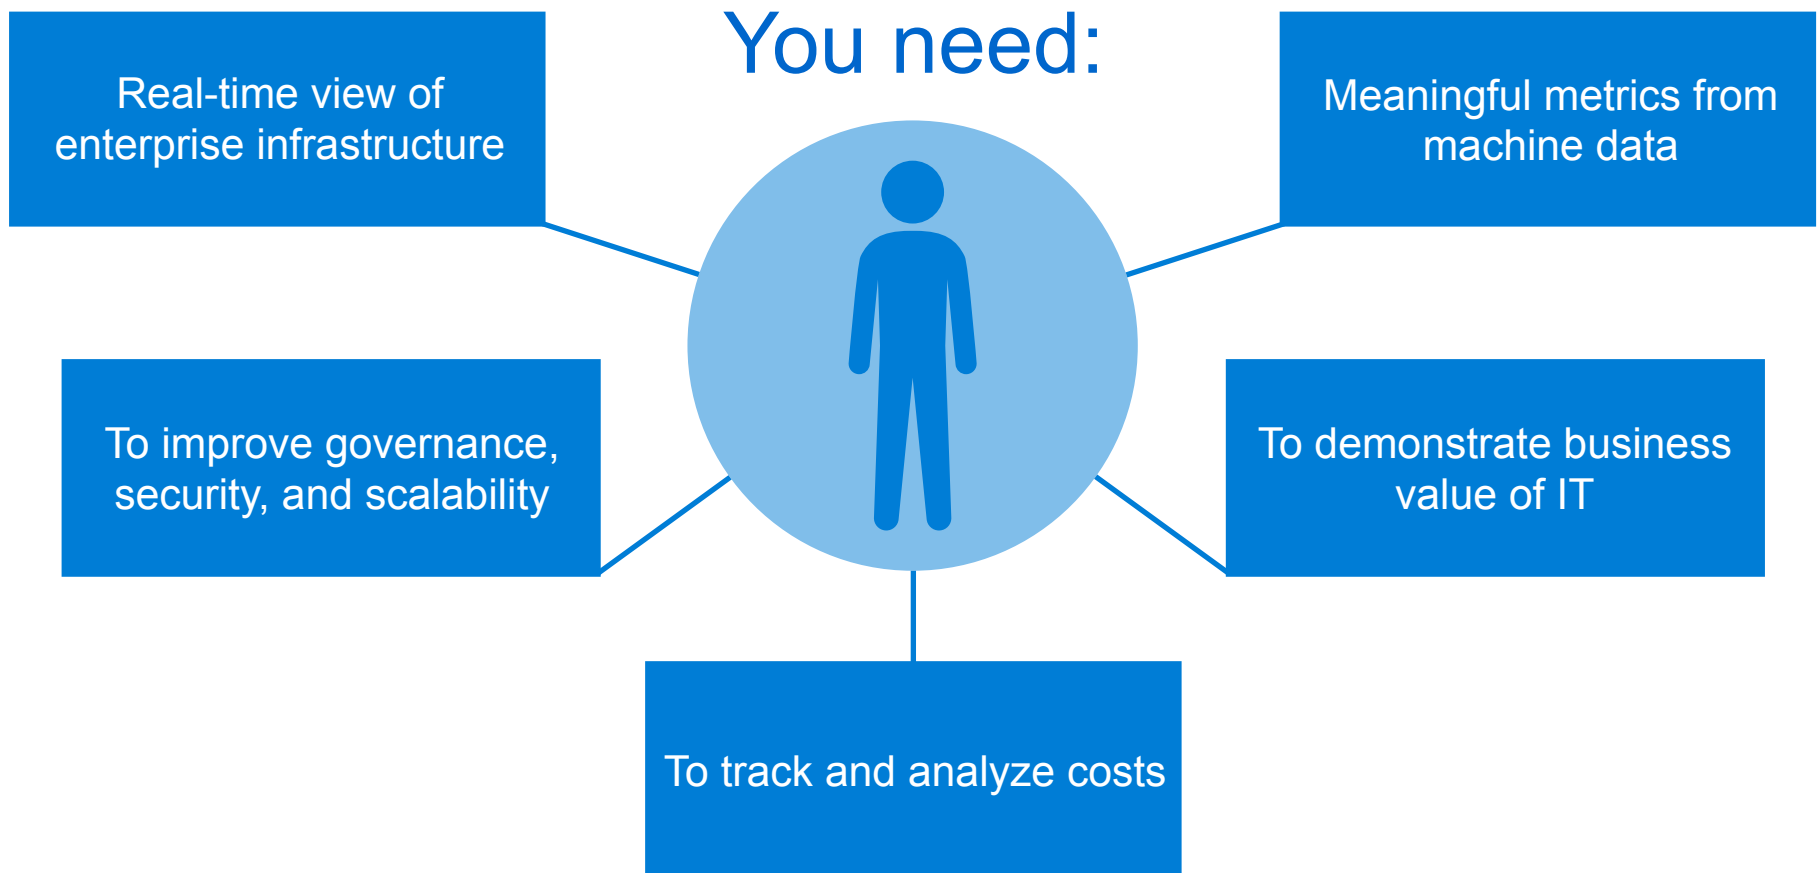 You need:
Real-time view of
enterprise infrastructure
Meaningful metrics from
machine data
To improve governance,
security, and scalability
To demonstrate business
value of IT
To track and analyze costs